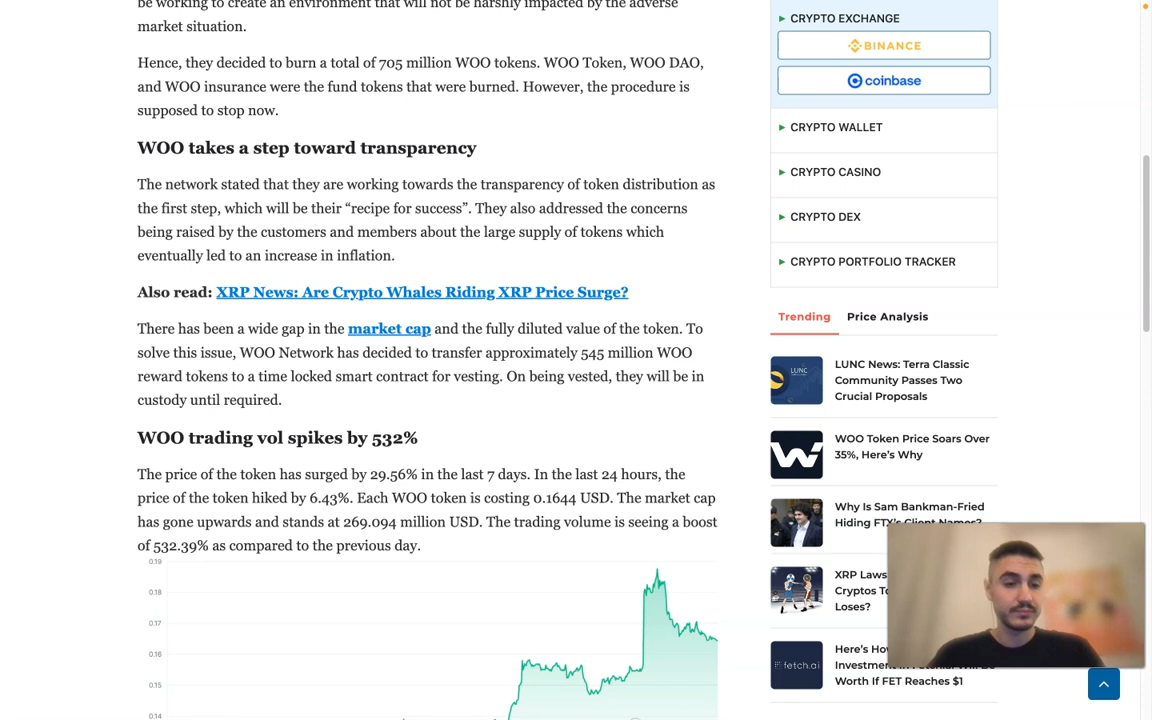 be working to create an environment that will not be harshly impacted by the adverse
market situation.
Hence, they decided to burn a total of 705 million WOO tokens. WOO Token, WOO DAO,
and WOO insurance were the fund tokens that were burned. However, the procedure is
supposed to stop now.
WOO takes a step toward transparency
The network stated that they are working towards the transparency of token distribution as
the first step, which will be their “recipe for success”. They also addressed the concerns
being raised by the customers and members about the large supply of tokens which
eventually led to an increase in inflation.
Also read: XRP News: Are Crypto Whales Riding XRP Price Surge?
There has been a wide gap in the market cap and the fully diluted value of the token. To
solve this issue, WOO Network has decided to transfer approximately 545 million WOO
reward tokens to a time locked smart contract for vesting. On being vested, they will be in
custody until required.
WOO trading vol spikes by 532%
The price of the token has surged by 29.56% in the last 7 days. In the last 24 hours, the
price of the token hiked by 6.43%. Each WOO token is costing 0.1644 USD. The market cap
has gone upwards and stands at 269.094 million USD. The trading volume is seeing a boost
of 532.39% as compared to the previous day.
0.19
0.18
0.17
0.16
0.15
0.14
CRYPTO EXCHANGE
BINANCE
coinbase
CRYPTO WALLET
CRYPTO CASINO
CRYPTO DEX
CRYPTO PORTFOLIO TRACKER
Trending Price Analysis
LUNC
LUNC News: Terra Classic
Community Passes Two
Crucial Proposals
WOO Token Price Soars Over
35%, Here’s Why
Why Is Sam Bankman-Fried
Hiding FTX’s Client Names?
XRP Laws
Cryptos
Loses?
fetch.ai
Here’s
Investment
Worth If FET Reaches $1